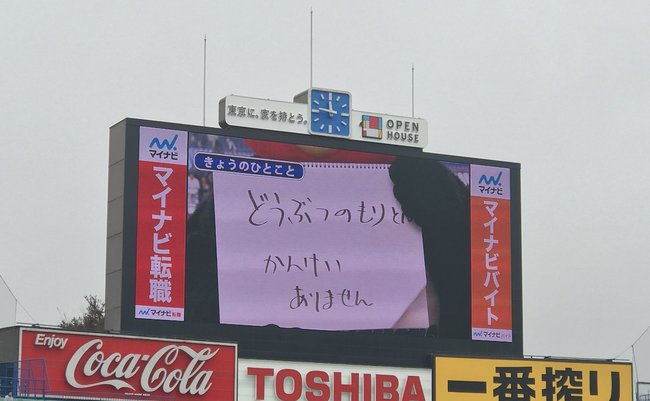 東京に、家を持とう。
OPEN
HOUSE
マイナビ
マイナビ転職
マイナビ転職
きょうのひとこと
どうぶつのもりとは
かんけい
ありません
マイナビ
マイナビバイト
マイナビバイト
Enjoy
Coca-Cola
TOSHIBA
一番搾り